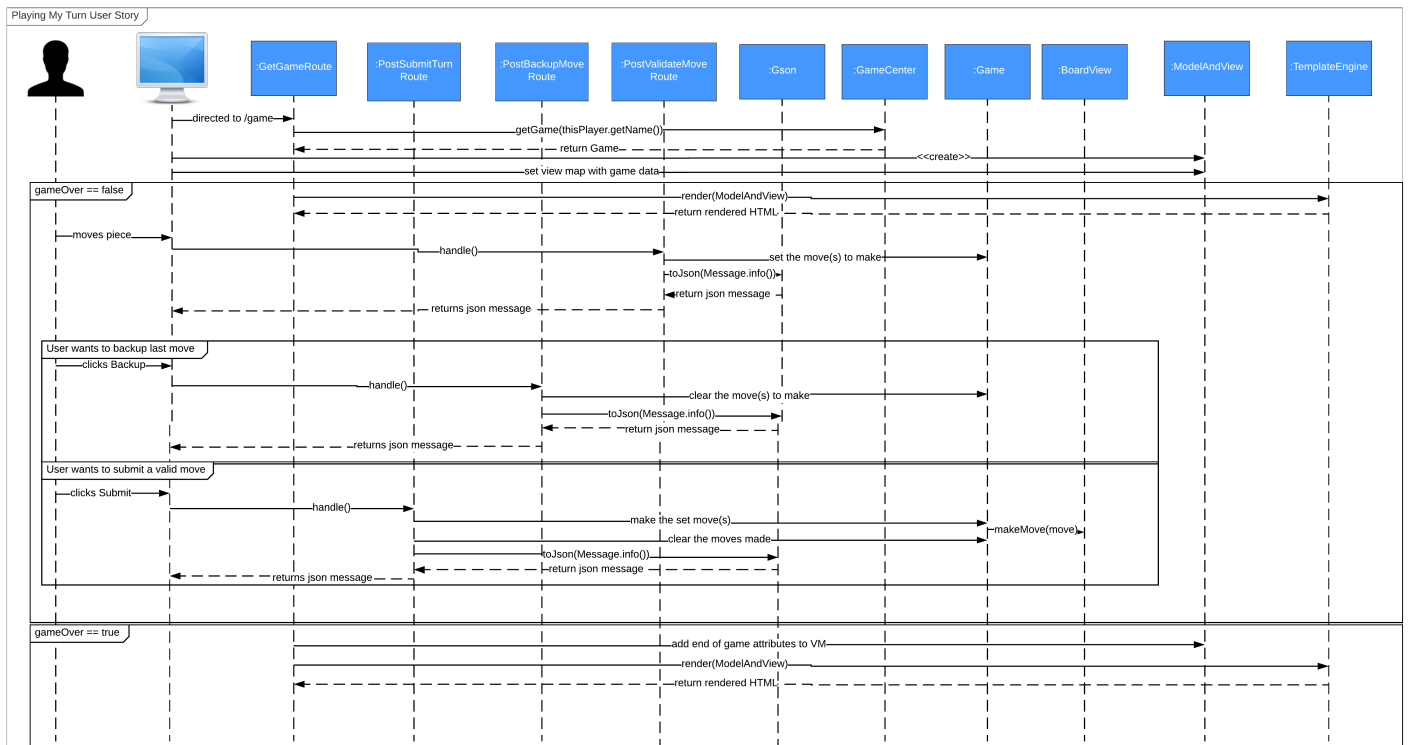 Playing My Turn User Story
:GetGameRoute
:PostSubmitTurn
Route
:PostBackupMove
Route
:PostValidateMove
Route
:Gson
:GameCenter
:Game
:BoardView
:ModelAndView
:TemplateEngine
directed to /game
getGame(thisPlayer.getName())
return Game
<<create>>
set view map with game data
gameOver == false
render(ModelAndView)
return rendered HTML
moves piece
handle()
set the move(s) to make
toJson(Message.info())
return json message
returns json message
User wants to backup last move
clicks Backup
handle()
clear the move(s) to make
toJson(Message.info())
return json message
returns json message
User wants to submit a valid move
clicks Submit
handle()
make the set move(s)
makeMove(move)
clear the moves made
toJson(Message.info())
return json message
returns json message
gameOver == true
add end of game attributes to VM
render(ModelAndView)
return rendered HTML